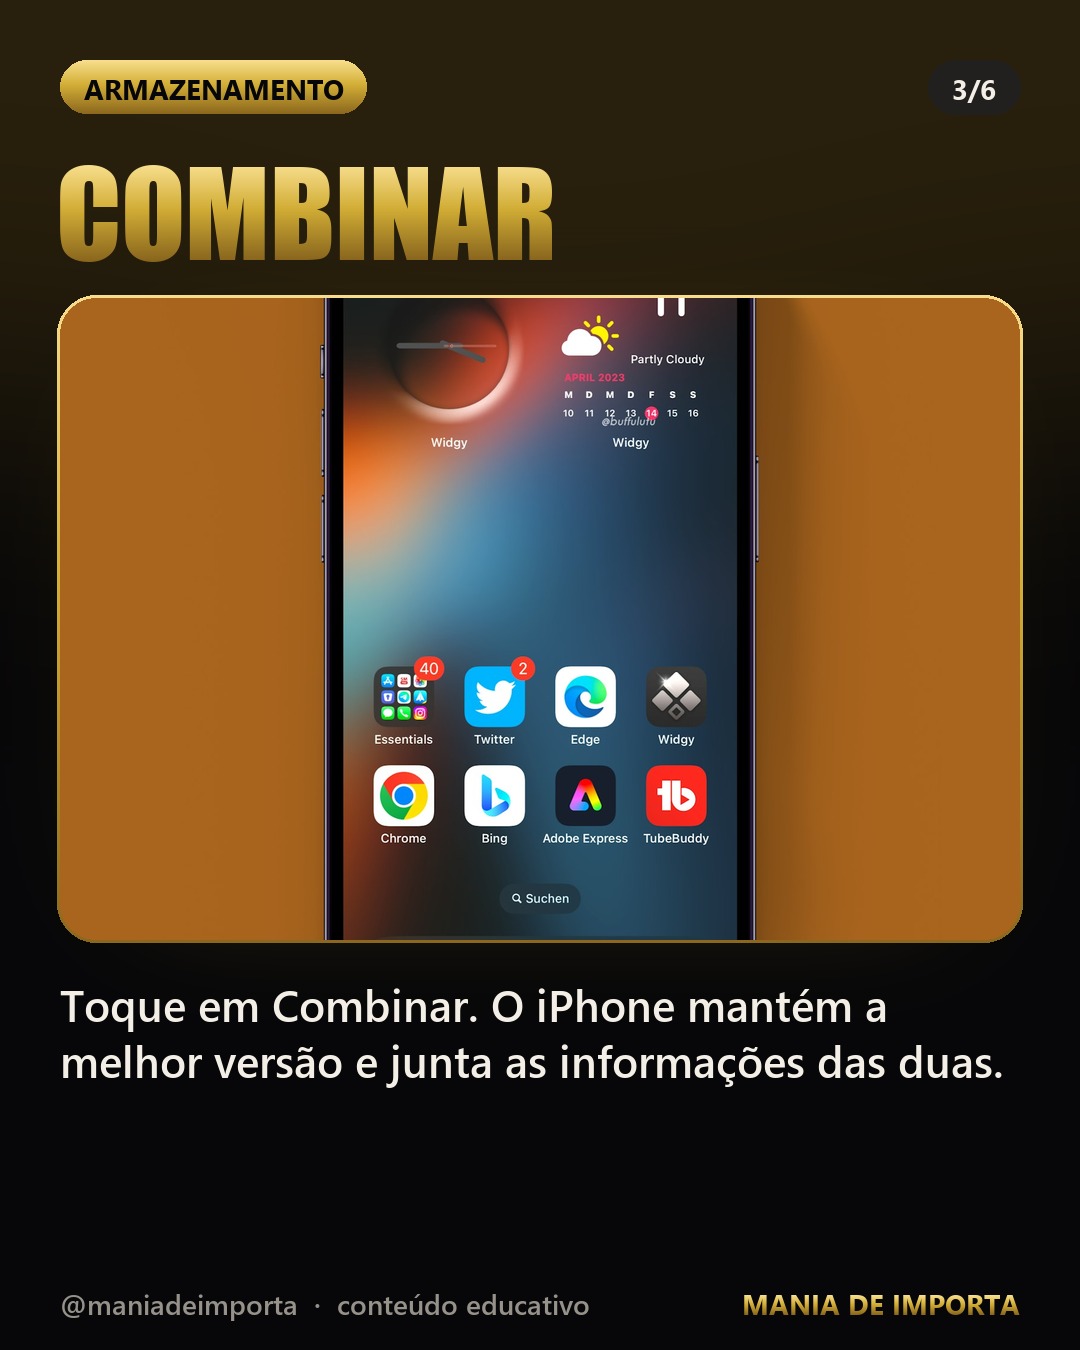 ARMAZENAMENTO
3/6
COMBINAR
Partly Cloudy
APRIL 2023
M D M D F S S
10 11 12 13 14 15 16
@buffulutu
Widgy Widgy
40 2
Essentials Twitter Edge Widgy
Chrome Bing Adobe Express TubeBuddy
Suchen
Toque em Combinar. O iPhone mantém a
melhor versão e junta as informações das duas.
@maniadeimporta · conteúdo educativo
MANIA DE IMPORTA